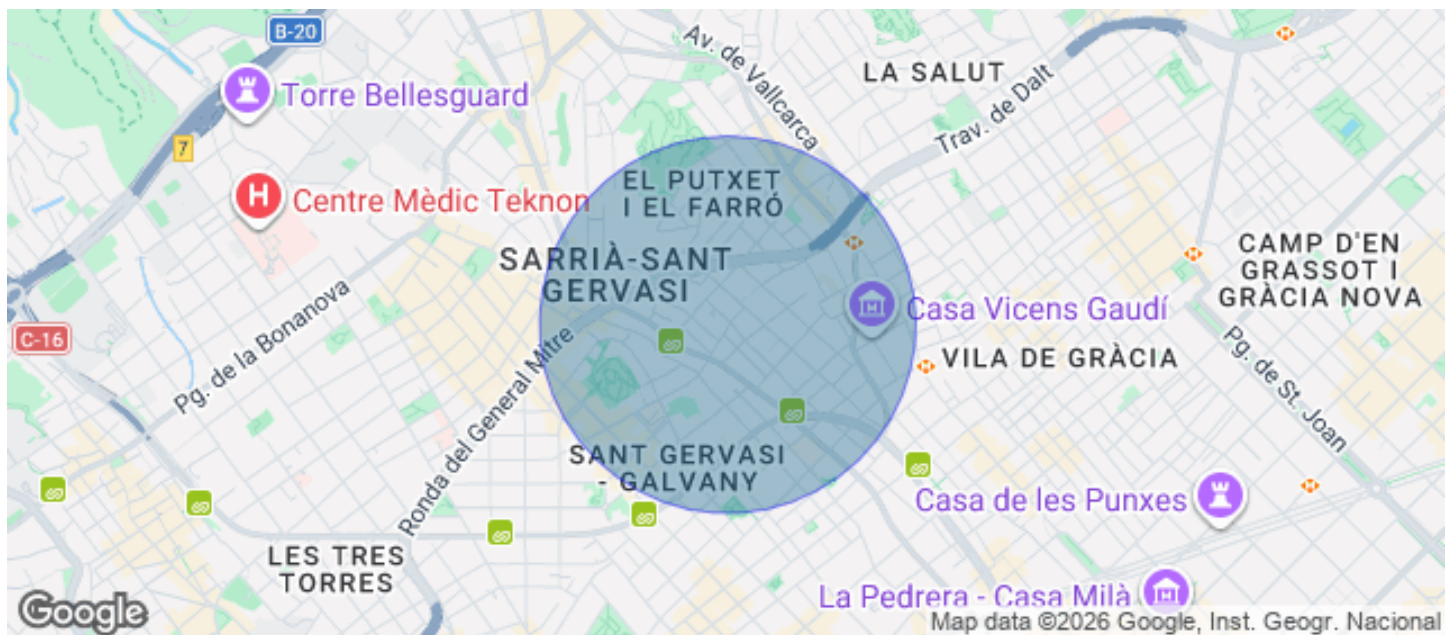 B-20
Av. de Vallcarca
LA SALUT
Torre Bellesguard
Trav. de Dalt
7
H
Centre Mèdic Teknon
EL PUTXET
I EL FARRÓ
SARRIÀ-SANT
GERVASI
CAMP D'EN
GRASSOT I
GRÀCIA NOVA
Casa Vicens Gaudí
C-16
Pg. de la Bonanova
VILA DE GRÀCIA
Ronda del General Mitre
Pg. de St. Joan
SANT GERVASI
- GALVANY
Casa de les Punxes
LES TRES
TORRES
La Pedrera - Casa Milà
Google
Map data ©2026 Google, Inst. Geogr. Nacional